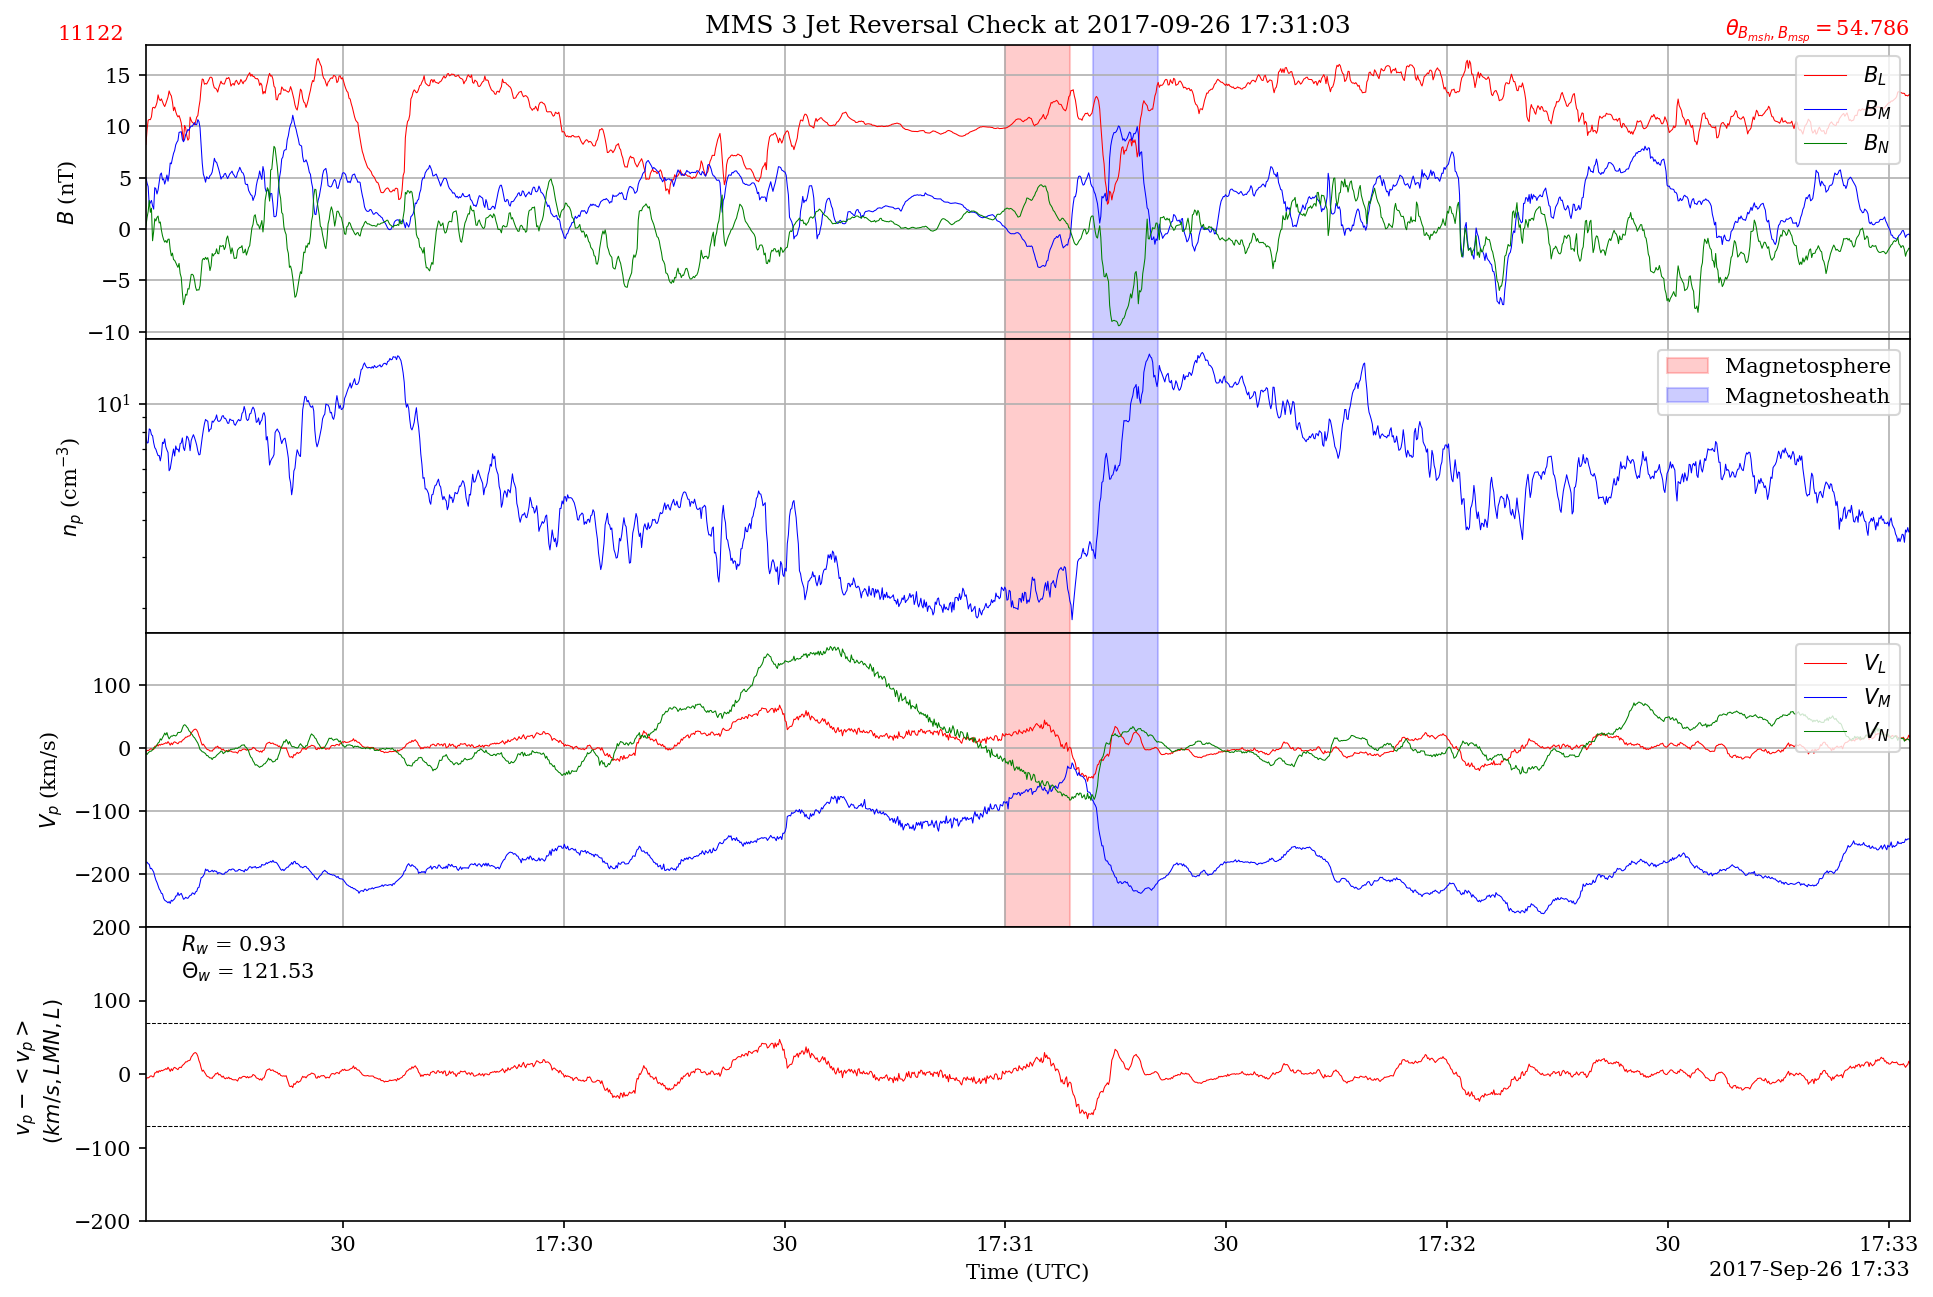 11122
MMS 3 Jet Reversal Check at 2017-09-26 17:31:03
θ_{B_{msh}, B_{msp}} = 54.786
15
10
5
0
−5
−10
B (nT)
B_L
B_M
B_N
10^1
n_p (cm^{−3})
Magnetosphere
Magnetosheath
100
0
−100
−200
V_p (km/s)
V_L
V_M
V_N
200
100
0
−100
−200
v_p − < v_p >
(km/s, LMN, L)
R_w = 0.93
Θ_w = 121.53
30
17:30
30
17:31
30
17:32
30
17:33
Time (UTC)
2017-Sep-26 17:33